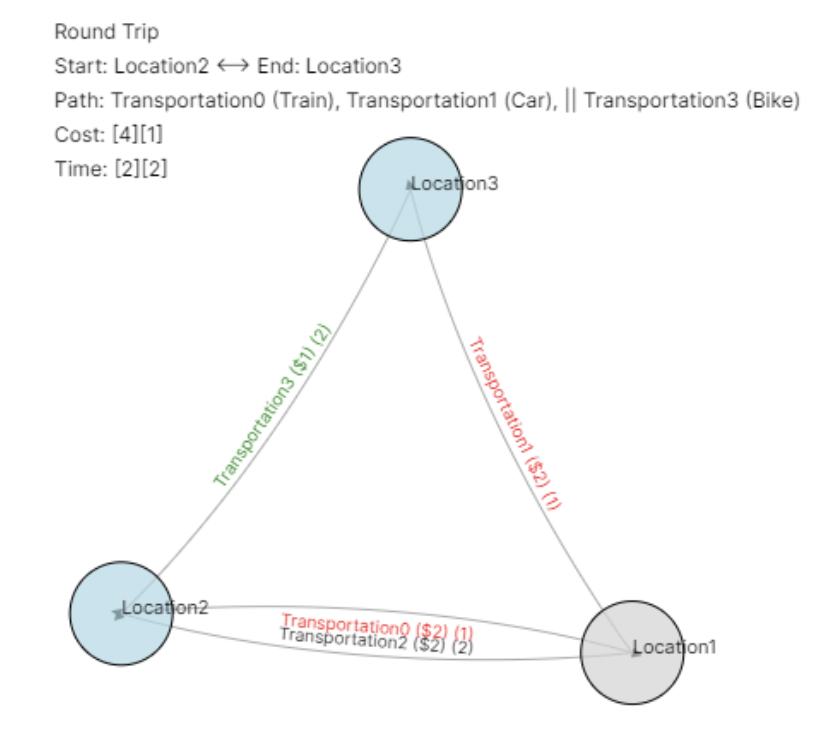 Round Trip
Start: Location2 <-> End: Location3
Path: Transportation0 (Train), Transportation1 (Car), || Transportation3 (Bike)
Cost: [4][1]
Time: [2][2]
Location3
Transportation3 ($1) (2)
Transportation1 ($2) (1)
Location2
Transportation0 ($2) (1)
Transportation2 ($2) (2)
Location1